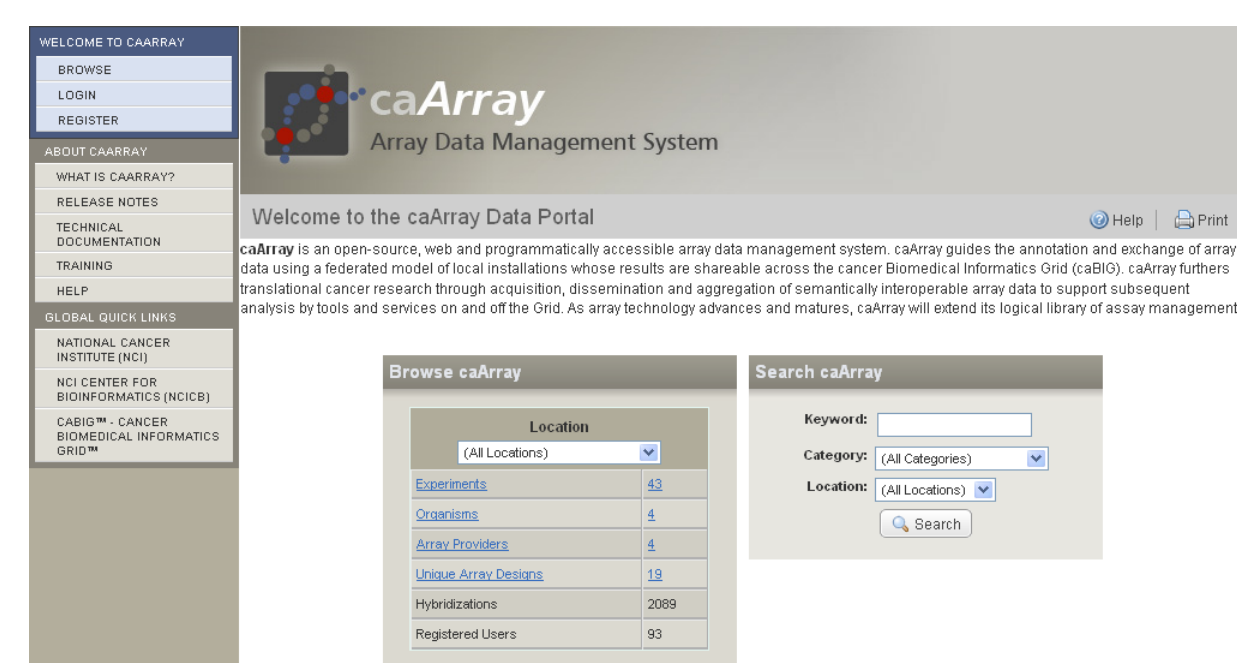 WELCOME TO CAARRAY
BROWSE
LOGIN
REGISTER
ABOUT CAARRAY
WHAT IS CAARRAY?
RELEASE NOTES
TECHNICAL
DOCUMENTATION
TRAINING
HELP
GLOBAL QUICK LINKS
NATIONAL CANCER
INSTITUTE (NCI)
NCI CENTER FOR
BIOINFORMATICS (NCICB)
CABIG™ - CANCER
BIOMEDICAL INFORMATICS
GRID™
caArray
Array Data Management System
Welcome to the caArray Data Portal
Help | Print
caArray is an open-source, web and programmatically accessible array data management system. caArray guides the annotation and exchange of array
data using a federated model of local installations whose results are shareable across the cancer Biomedical Informatics Grid (caBIG). caArray furthers
translational cancer research through acquisition, dissemination and aggregation of semantically interoperable array data to support subsequent
analysis by tools and services on and off the Grid. As array technology advances and matures, caArray will extend its logical library of assay management
Browse caArray
Location
(All Locations)
Experiments 43
Organisms 4
Array Providers 4
Unique Array Designs 19
Hybridizations 2089
Registered Users 93
Search caArray
Keyword:
Category: (All Categories)
Location: (All Locations)
Search